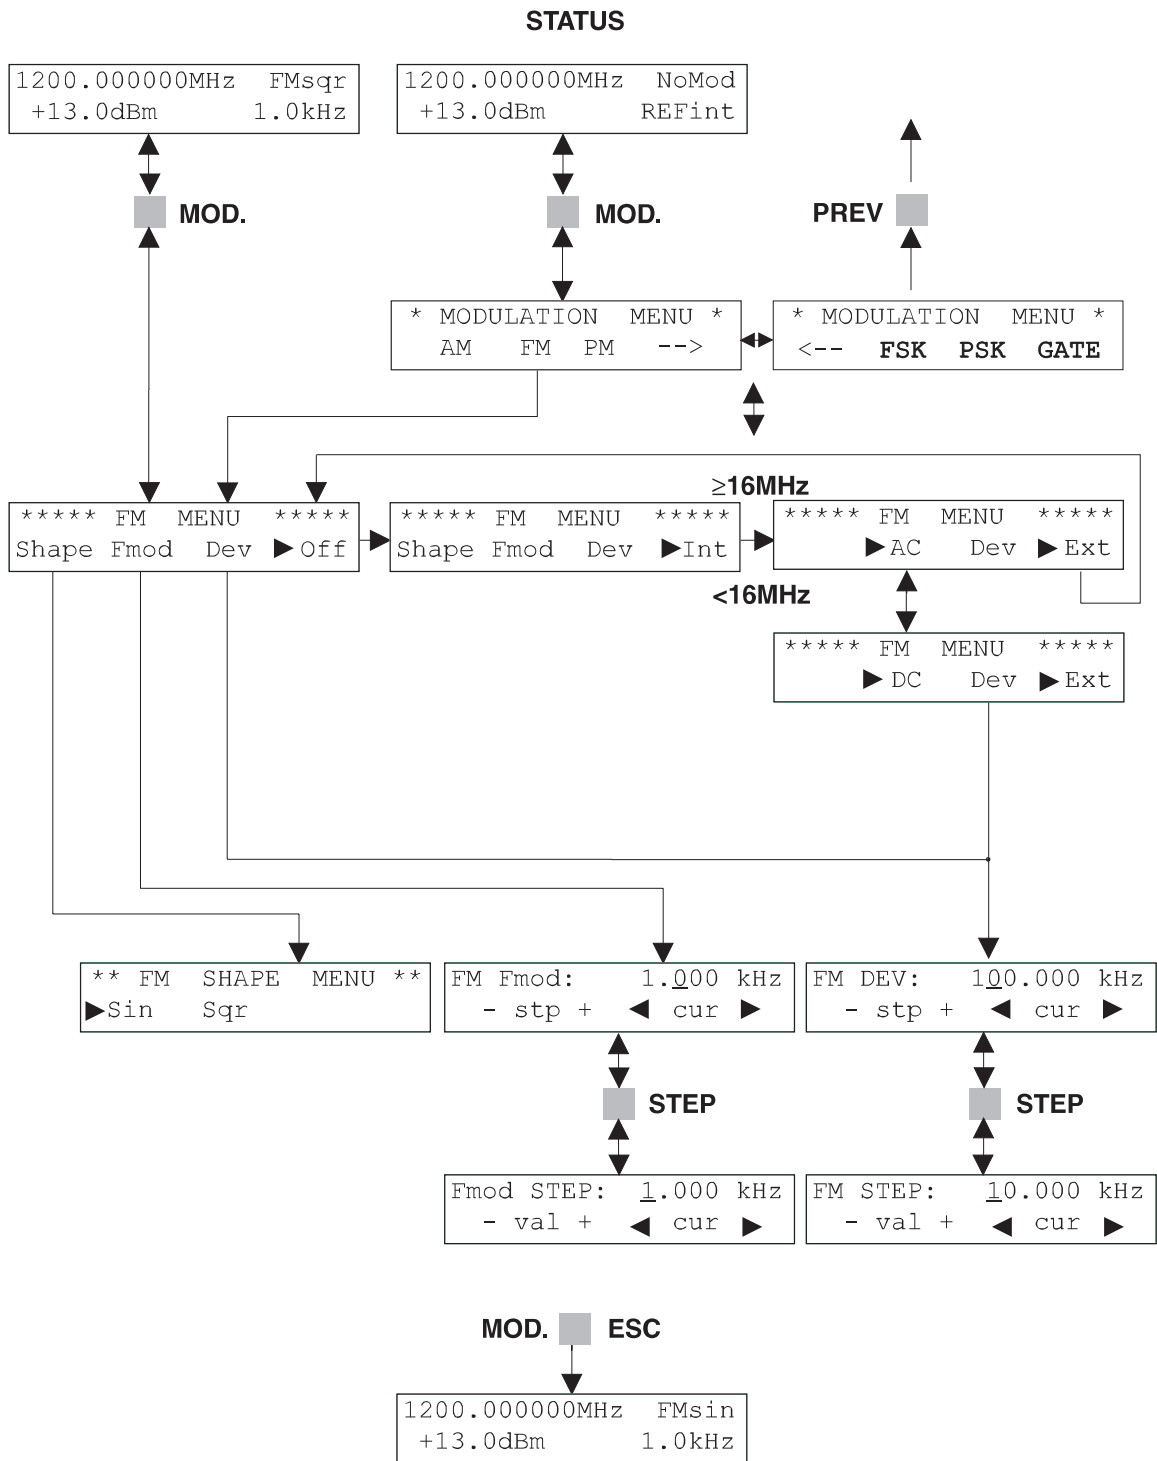 STATUS
1200.000000MHz FMsqr
+13.0dBm 1.0kHz
1200.000000MHz NoMod
+13.0dBm REFint
MOD.
MOD.
PREV
* MODULATION MENU *
AM FM PM -->
* MODULATION MENU *
<-- FSK PSK GATE
≥16MHz
***** FM MENU *****
Shape Fmod Dev ▶Off
***** FM MENU *****
Shape Fmod Dev ▶Int
***** FM MENU *****
▶AC Dev ▶Ext
<16MHz
***** FM MENU *****
▶DC Dev ▶Ext
** FM SHAPE MENU **
▶Sin Sqr
FM Fmod: 1.000 kHz
- stp + ◀ cur ▶
FM DEV: 100.000 kHz
- stp + ◀ cur ▶
STEP
STEP
Fmod STEP: 1.000 kHz
- val + ◀ cur ▶
FM STEP: 10.000 kHz
- val + ◀ cur ▶
MOD. ESC
1200.000000MHz FMsin
+13.0dBm 1.0kHz